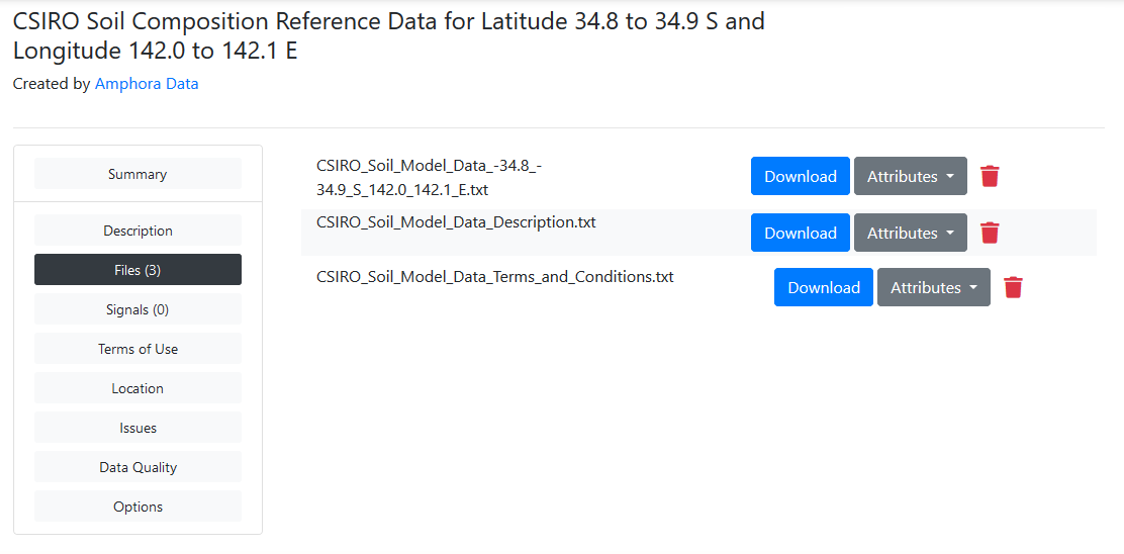 CSIRO Soil Composition Reference Data for Latitude 34.8 to 34.9 S and
Longitude 142.0 to 142.1 E
Created by Amphora Data
Summary
Description
Files (3)
Signals (0)
Terms of Use
Location
Issues
Data Quality
Options
CSIRO_Soil_Model_Data_-34.8_-
34.9_S_142.0_142.1_E.txt
Download
Attributes
CSIRO_Soil_Model_Data_Description.txt
Download
Attributes
CSIRO_Soil_Model_Data_Terms_and_Conditions.txt
Download
Attributes